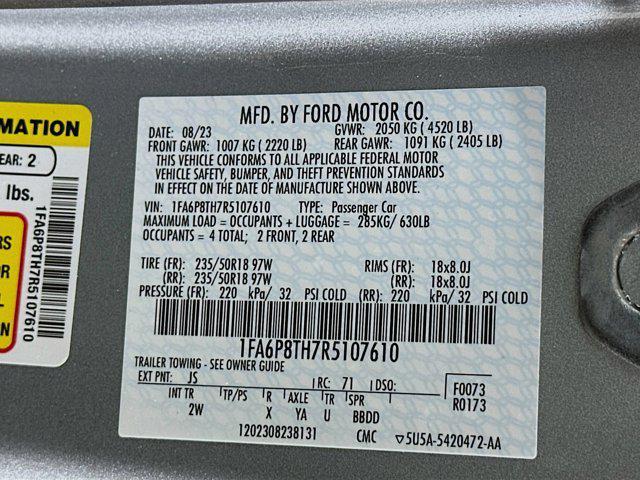 RMATION
EAR: 2
lbs.
RS
OR
L
ON
1FA6P8TH7R5107610
MFD. BY FORD MOTOR CO.
DATE: 08/23 GVWR: 2050 KG ( 4520 LB)
FRONT GAWR: 1007 KG ( 2220 LB) REAR GAWR: 1091 KG ( 2405 LB)
THIS VEHICLE CONFORMS TO ALL APPLICABLE FEDERAL MOTOR
VEHICLE SAFETY, BUMPER, AND THEFT PREVENTION STANDARDS
IN EFFECT ON THE DATE OF MANUFACTURE SHOWN ABOVE.
VIN: 1FA6P8TH7R5107610 TYPE: Passenger Car
MAXIMUM LOAD = OCCUPANTS + LUGGAGE = 285KG/ 630LB
OCCUPANTS = 4 TOTAL; 2 FRONT, 2 REAR
TIRE (FR): 235/50R18 97W RIMS (FR): 18x8.0J
(RR): 235/50R18 97W (RR): 18x8.0J
PRESSURE (FR): 220 kPa/ 32 PSI COLD (RR): 220 kPa/ 32 PSI COLD
1FA6P8TH7R5107610
TRAILER TOWING - SEE OWNER GUIDE
EXT PNT: JS RC: 71 DSO: F0073
INT TR TP/PS R AXLE TR SPR R0173
2W X YA U BBDD
1202308238131 CMC ▽5U5A-5420472-AA